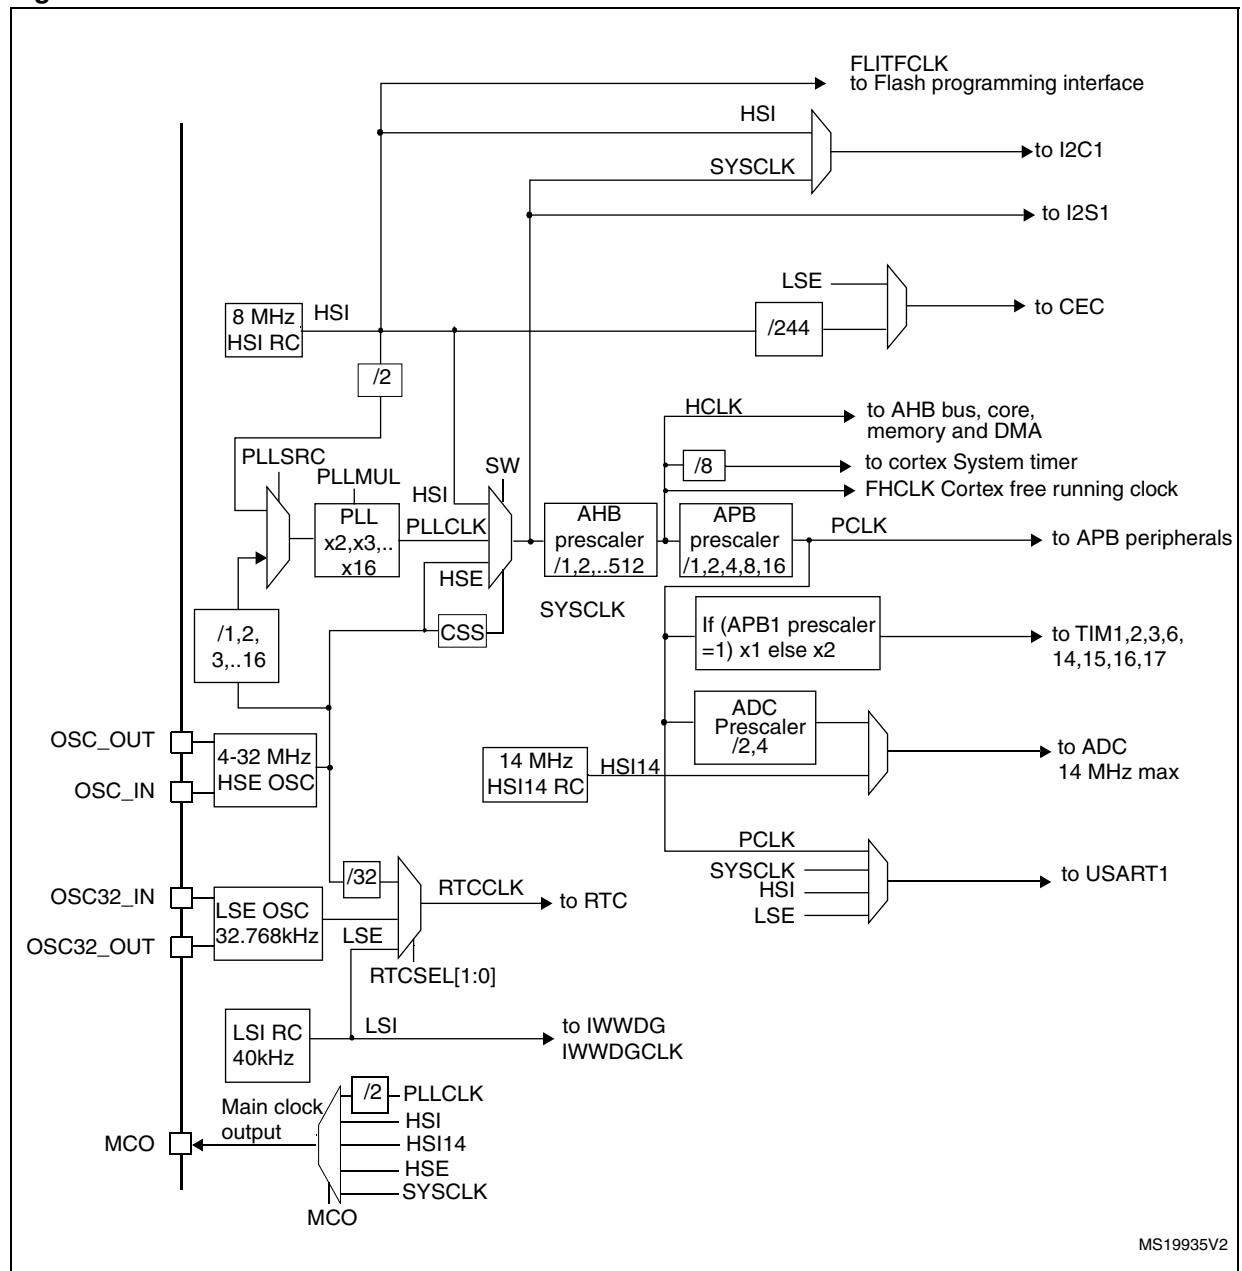 FLITFCLK
to Flash programming interface
HSI
to I2C1
SYSCLK
to I2S1
LSE
to CEC
8 MHz
HSI RC
HSI
/244
/2
HCLK
to AHB bus, core,
memory and DMA
/8
to cortex System timer
FHCLK Cortex free running clock
PLLSRC
PLLMUL
SW
HSI
PLL
x2,x3,..
x16
PLLCLK
HSE
AHB
prescaler
/1,2,..512
APB
prescaler
/1,2,4,8,16
PCLK
to APB peripherals
SYSCLK
CSS
/1,2,
3,..16
If (APB1 prescaler
=1) x1 else x2
to TIM1,2,3,6,
14,15,16,17
ADC
Prescaler
/2,4
to ADC
14 MHz max
OSC_OUT
OSC_IN
4-32 MHz
HSE OSC
14 MHz
HSI14 RC
HSI14
PCLK
SYSCLK
HSI
LSE
to USART1
/32
RTCCLK
to RTC
OSC32_IN
OSC32_OUT
LSE OSC
32.768kHz
LSE
RTCSEL[1:0]
LSI RC
40kHz
LSI
to IWWDG
IWWDGCLK
/2
PLLCLK
HSI
HSI14
HSE
SYSCLK
Main clock
output
MCO
MCO
MS19935V2